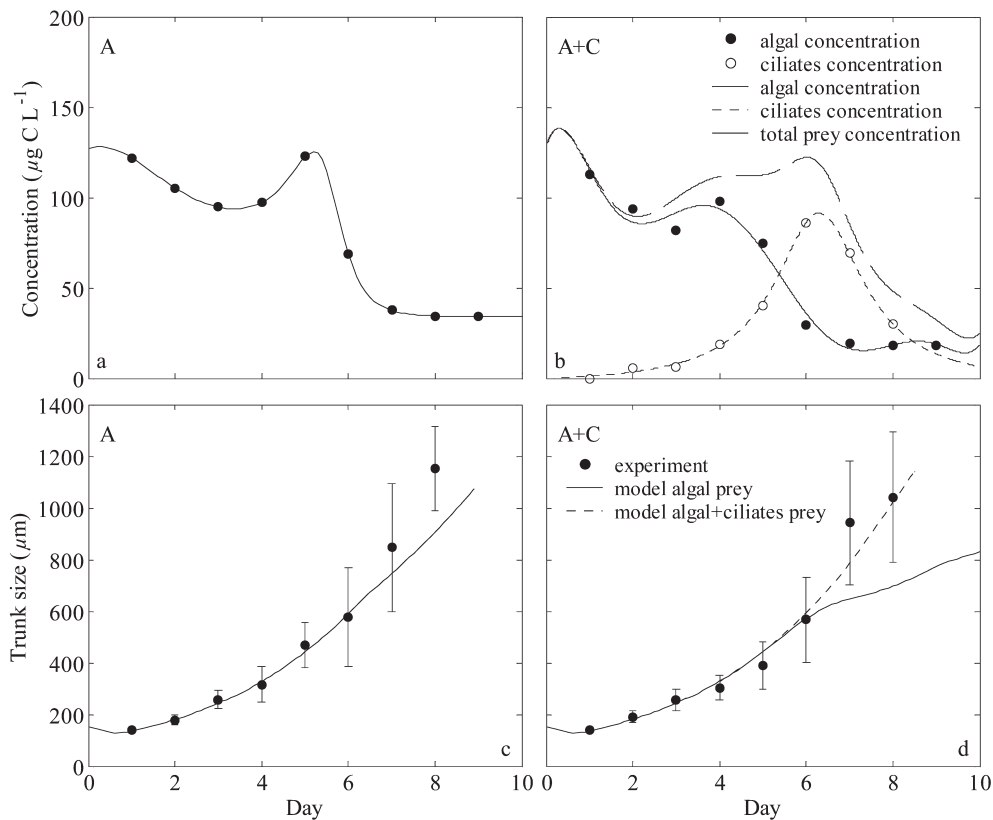 200
150
100
50
0
Concentration (µg C L⁻¹)
A
a
A+C
algal concentration
ciliates concentration
algal concentration
ciliates concentration
total prey concentration
b
1400
1200
1000
800
600
400
200
0
Trunk size (µm)
A
c
0 2 4 6 8 10
Day
A+C
experiment
model algal prey
model algal+ciliates prey
d
0 2 4 6 8 10
Day